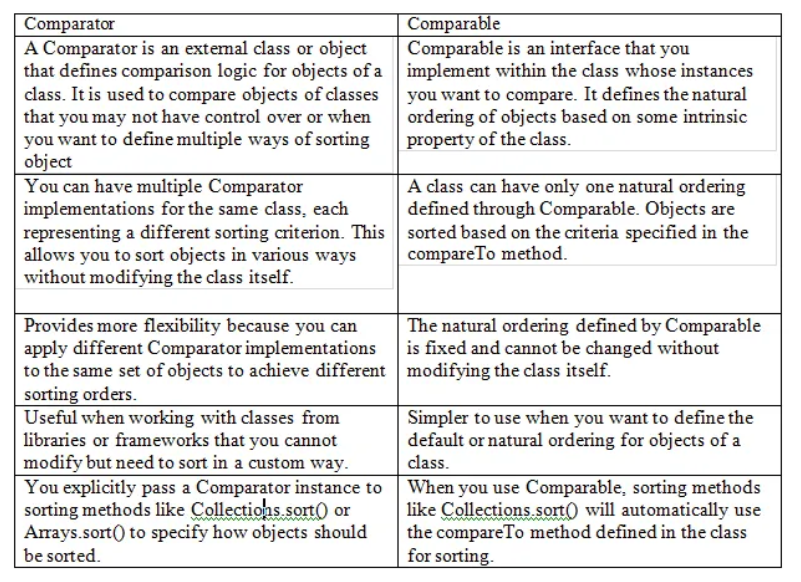 Comparator
Comparable
A Comparator is an external class or object
that defines comparison logic for objects of a
class. It is used to compare objects of classes
that you may not have control over or when
you want to define multiple ways of sorting
object
Comparable is an interface that you
implement within the class whose instances
you want to compare. It defines the natural
ordering of objects based on some intrinsic
property of the class.
You can have multiple Comparator
implementations for the same class, each
representing a different sorting criterion. This
allows you to sort objects in various ways
without modifying the class itself.
A class can have only one natural ordering
defined through Comparable. Objects are
sorted based on the criteria specified in the
compareTo method.
Provides more flexibility because you can
apply different Comparator implementations
to the same set of objects to achieve different
sorting orders.
The natural ordering defined by Comparable
is fixed and cannot be changed without
modifying the class itself.
Useful when working with classes from
libraries or frameworks that you cannot
modify but need to sort in a custom way.
Simpler to use when you want to define the
default or natural ordering for objects of a
class.
You explicitly pass a Comparator instance to
sorting methods like Collections.sort() or
Arrays.sort() to specify how objects should
be sorted.
When you use Comparable, sorting methods
like Collections.sort() will automatically use
the compareTo method defined in the class
for sorting.